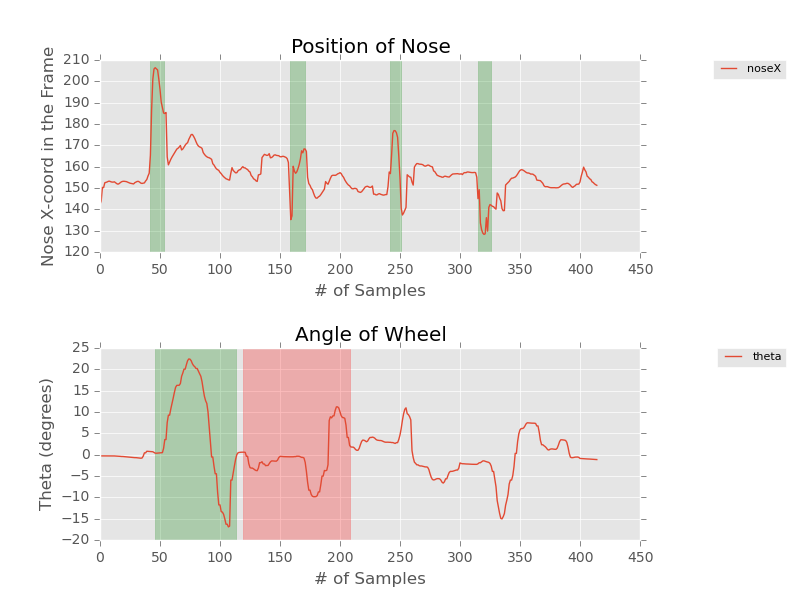 Position of Nose
Nose X-coord in the Frame
210
200
190
180
170
160
150
140
130
120
0 50 100 150 200 250 300 350 400 450
# of Samples
noseX
Angle of Wheel
Theta (degrees)
25
20
15
10
5
0
−5
−10
−15
−20
0 50 100 150 200 250 300 350 400 450
# of Samples
theta